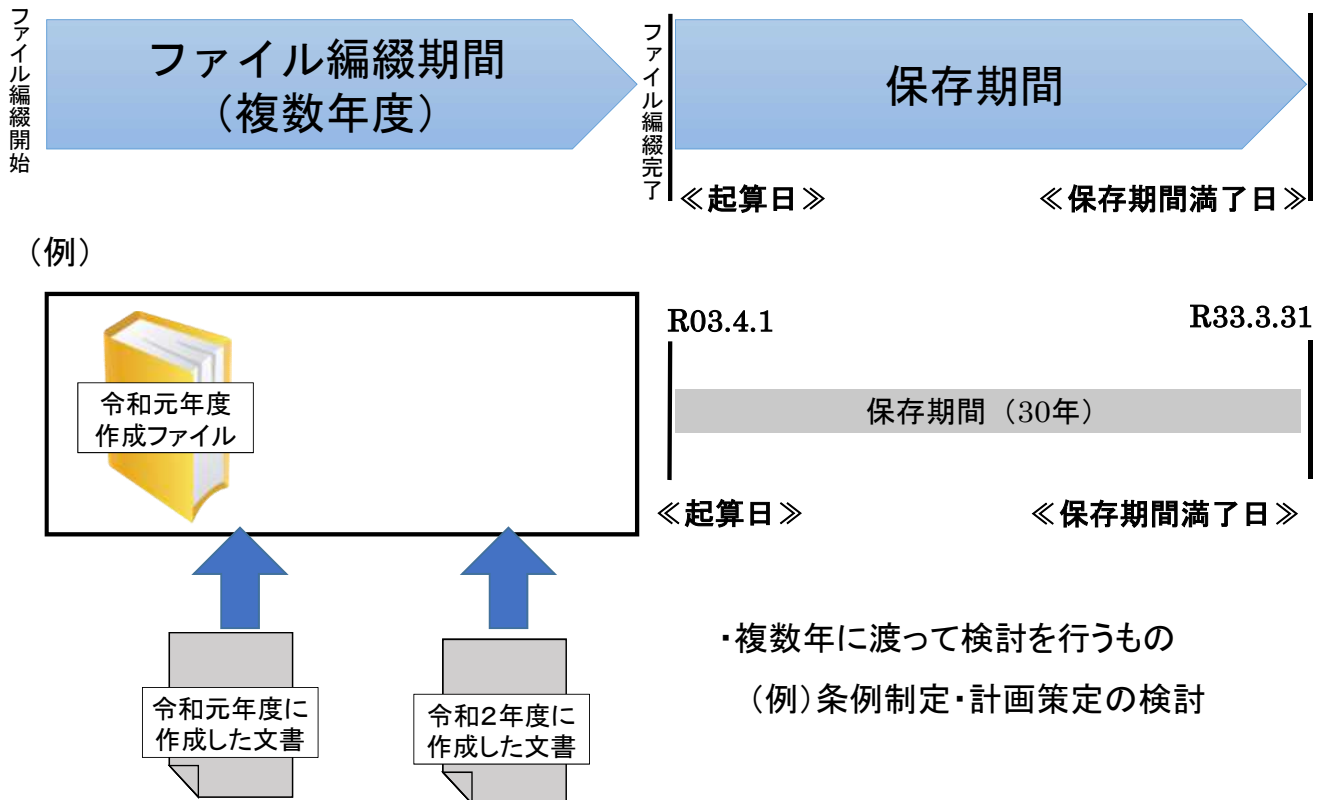 ファイル編綴開始
ファイル編綴期間
（複数年度）
ファイル編綴完了
保存期間
≪起算日≫
≪保存期間満了日≫
（例）
令和元年度
作成ファイル
R03.4.1
R33.3.31
保存期間（30年）
≪起算日≫
≪保存期間満了日≫
令和元年度に
作成した文書
令和２年度に
作成した文書
・複数年に渡って検討を行うもの
（例）条例制定・計画策定の検討